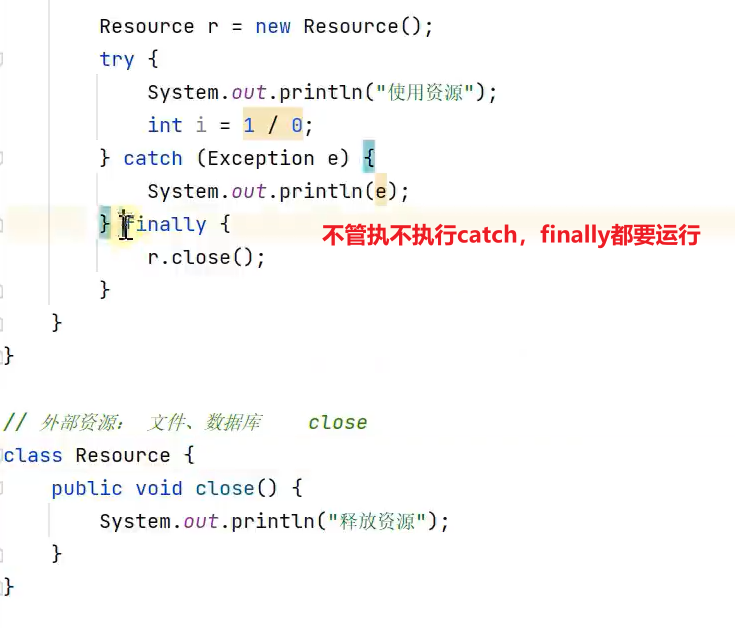 Resource r = new Resource();
try {
System.out.println("使用资源");
int i = 1 / 0;
} catch (Exception e) {
System.out.println(e);
} finally {
不管执不执行catch，finally都要运行
r.close();
}
}
}
// 外部资源： 文件、数据库 close
class Resource {
public void close() {
System.out.println("释放资源");
}
}